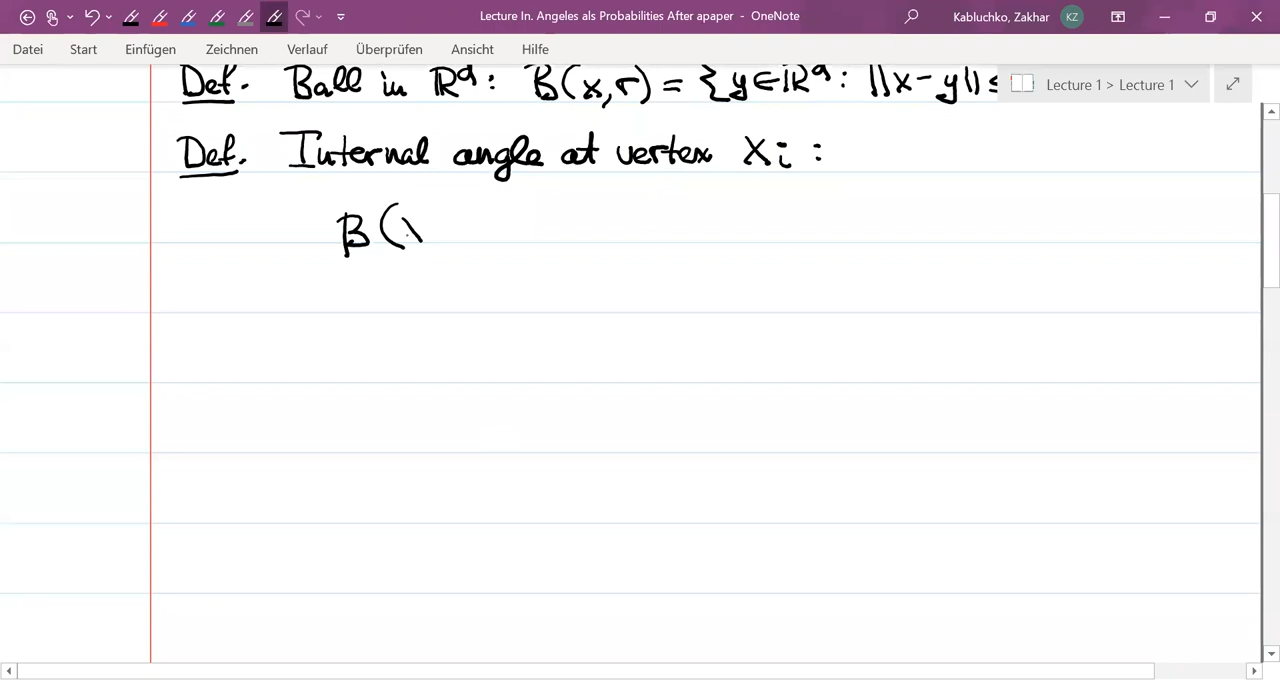 Lecture In. Angeles als Probabilities After apaper - OneNote
Kabluchko, Zakhar
KZ
Datei Start Einfügen Zeichnen Verlauf Überprüfen Ansicht Hilfe
Def. Ball in ℝᵈ: B(x,r) = {y∈ℝᵈ: ||x-y|| ≤
Lecture 1 > Lecture 1
Def. Internal angle at vertex xᵢ:
β(